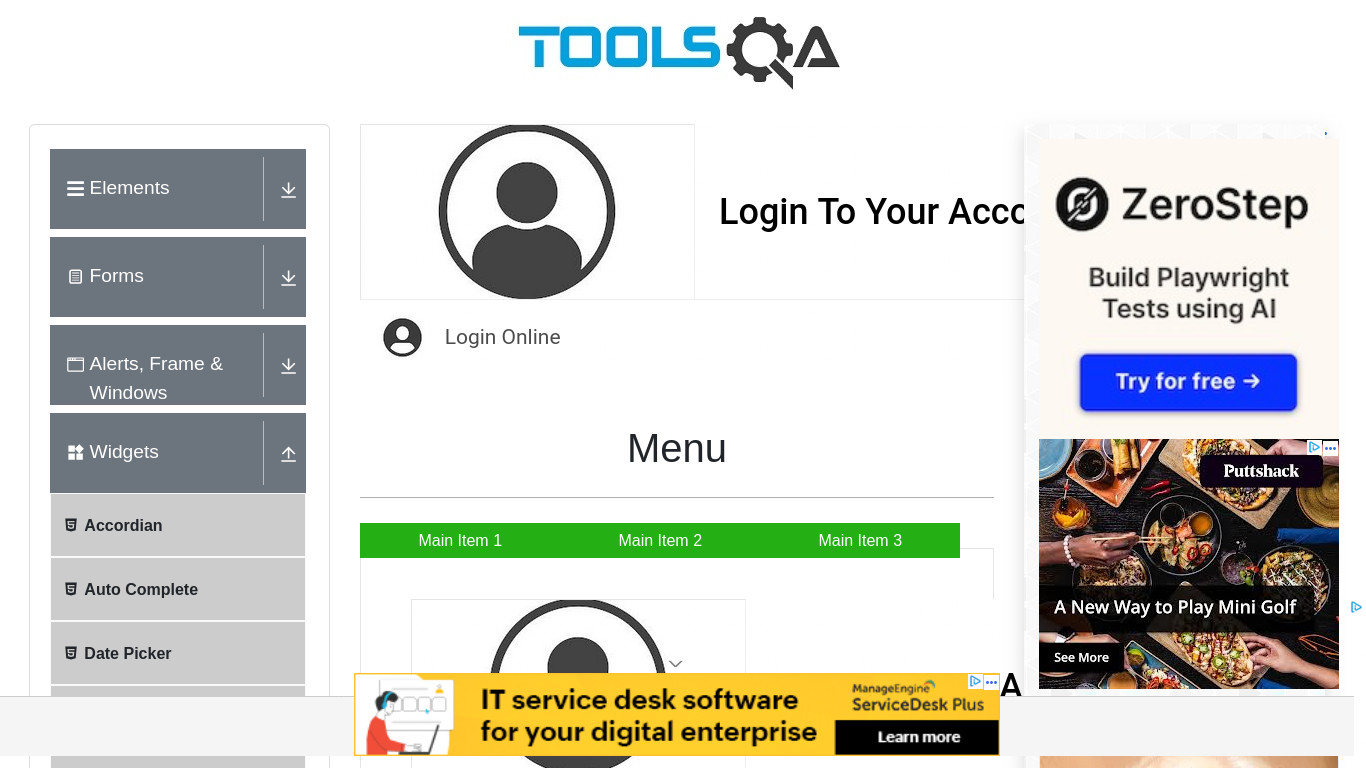 TOOLSQA
Elements
Forms
Alerts, Frame &
Windows
Widgets
Accordian
Auto Complete
Date Picker
Login To Your Acco
Login Online
Menu
Main Item 1
Main Item 2
Main Item 3
A
ZeroStep
Build Playwright
Tests using AI
Try for free →
Puttshack
A New Way to Play Mini Golf
See More
IT service desk software
for your digital enterprise
ManageEngine
ServiceDesk Plus
Learn more